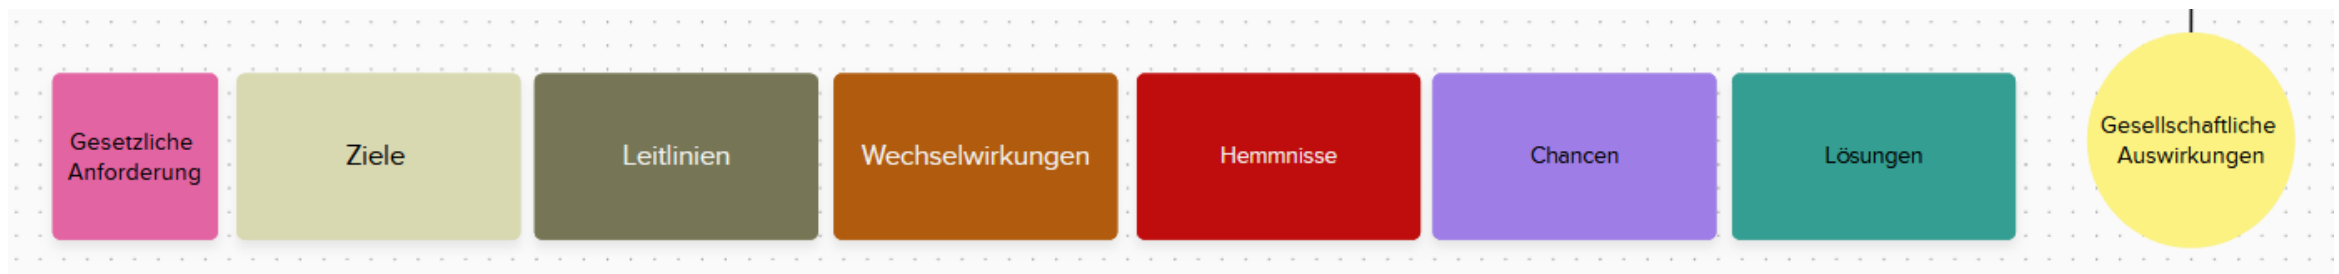 Gesetzliche
Anforderung
Ziele
Leitlinien
Wechselwirkungen
Hemmnisse
Chancen
Lösungen
Gesellschaftliche
Auswirkungen